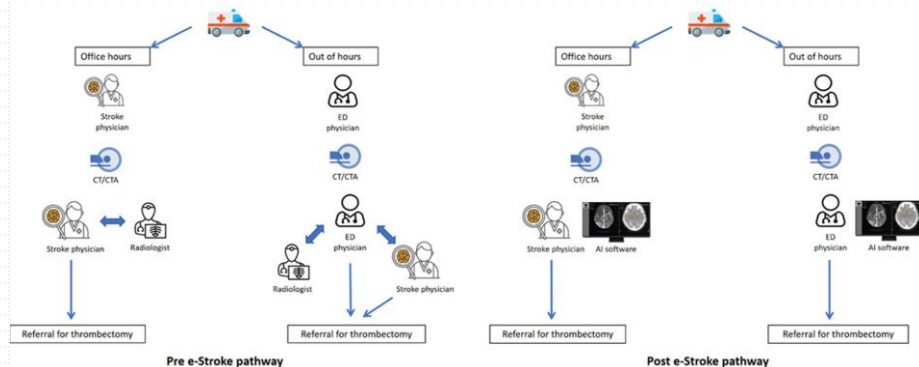 Office hours
Out of hours
Stroke
physician
ED
physician
CT/CTA
CT/CTA
Stroke physician
Radiologist
ED
physician
Radiologist
Stroke physician
Referral for thrombectomy
Referral for thrombectomy
Pre e-Stroke pathway
Office hours
Out of hours
Stroke
physician
ED
physician
CT/CTA
CT/CTA
Stroke physician
AI software
ED
physician
AI software
Referral for thrombectomy
Referral for thrombectomy
Post e-Stroke pathway